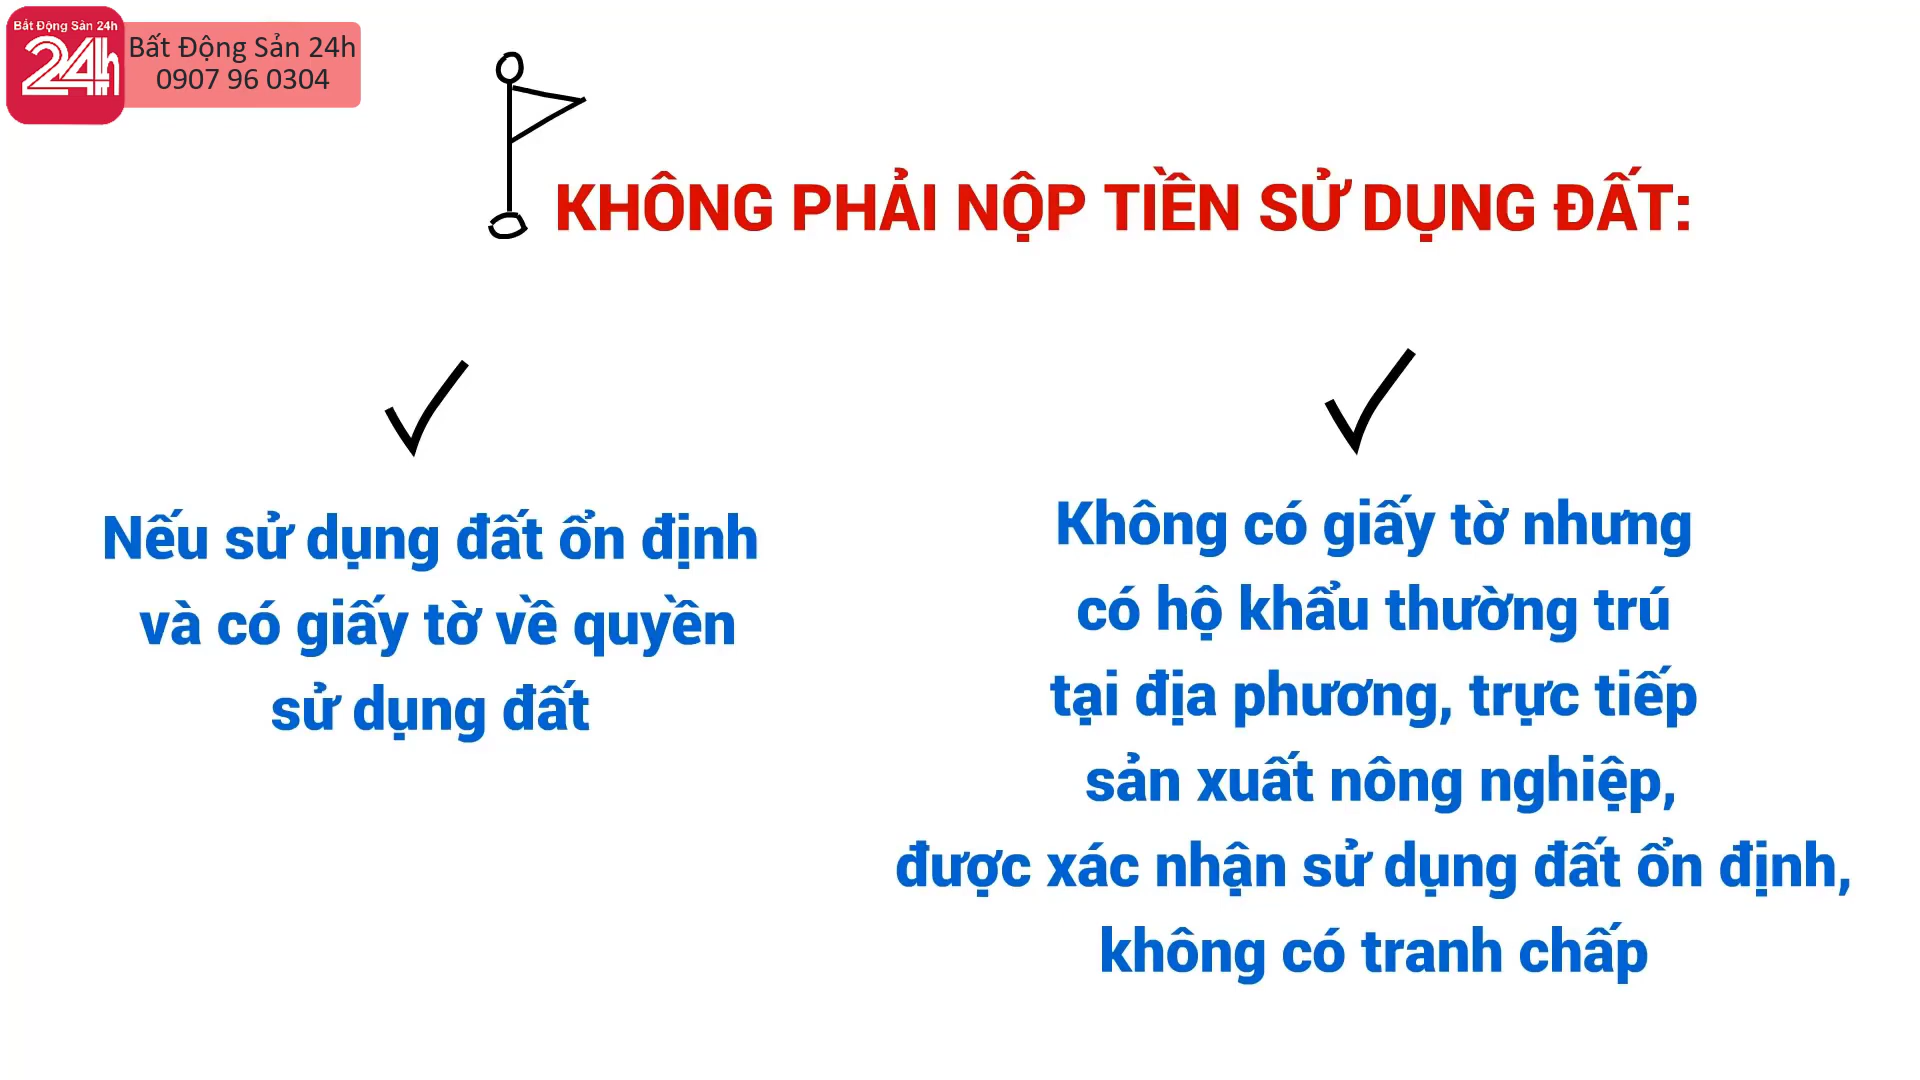 Bất Động Sản 24h
24h
Bất Động Sản 24h
0907 96 0304
KHÔNG PHẢI NỘP TIỀN SỬ DỤNG ĐẤT:
Nếu sử dụng đất ổn định
và có giấy tờ về quyền
sử dụng đất
Không có giấy tờ nhưng
có hộ khẩu thường trú
tại địa phương, trực tiếp
sản xuất nông nghiệp,
được xác nhận sử dụng đất ổn định,
không có tranh chấp